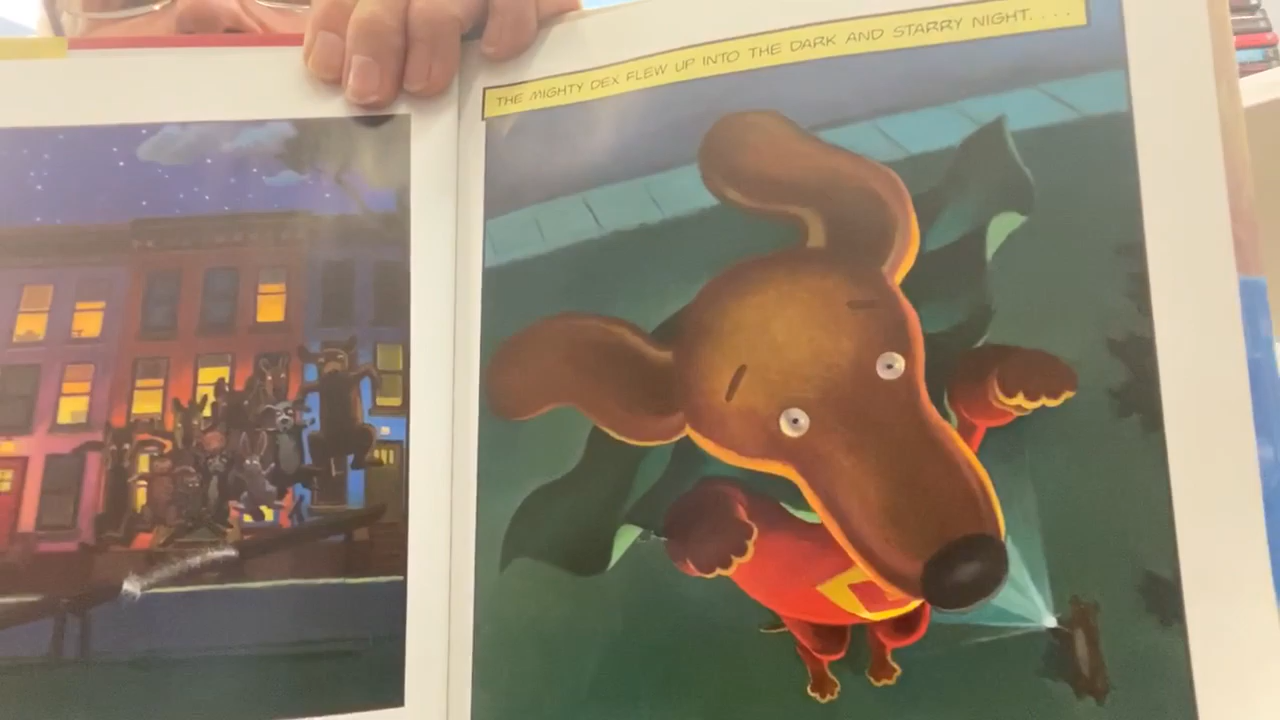 THE MIGHTY DEX FLEW UP INTO THE DARK AND STARRY NIGHT. . . .